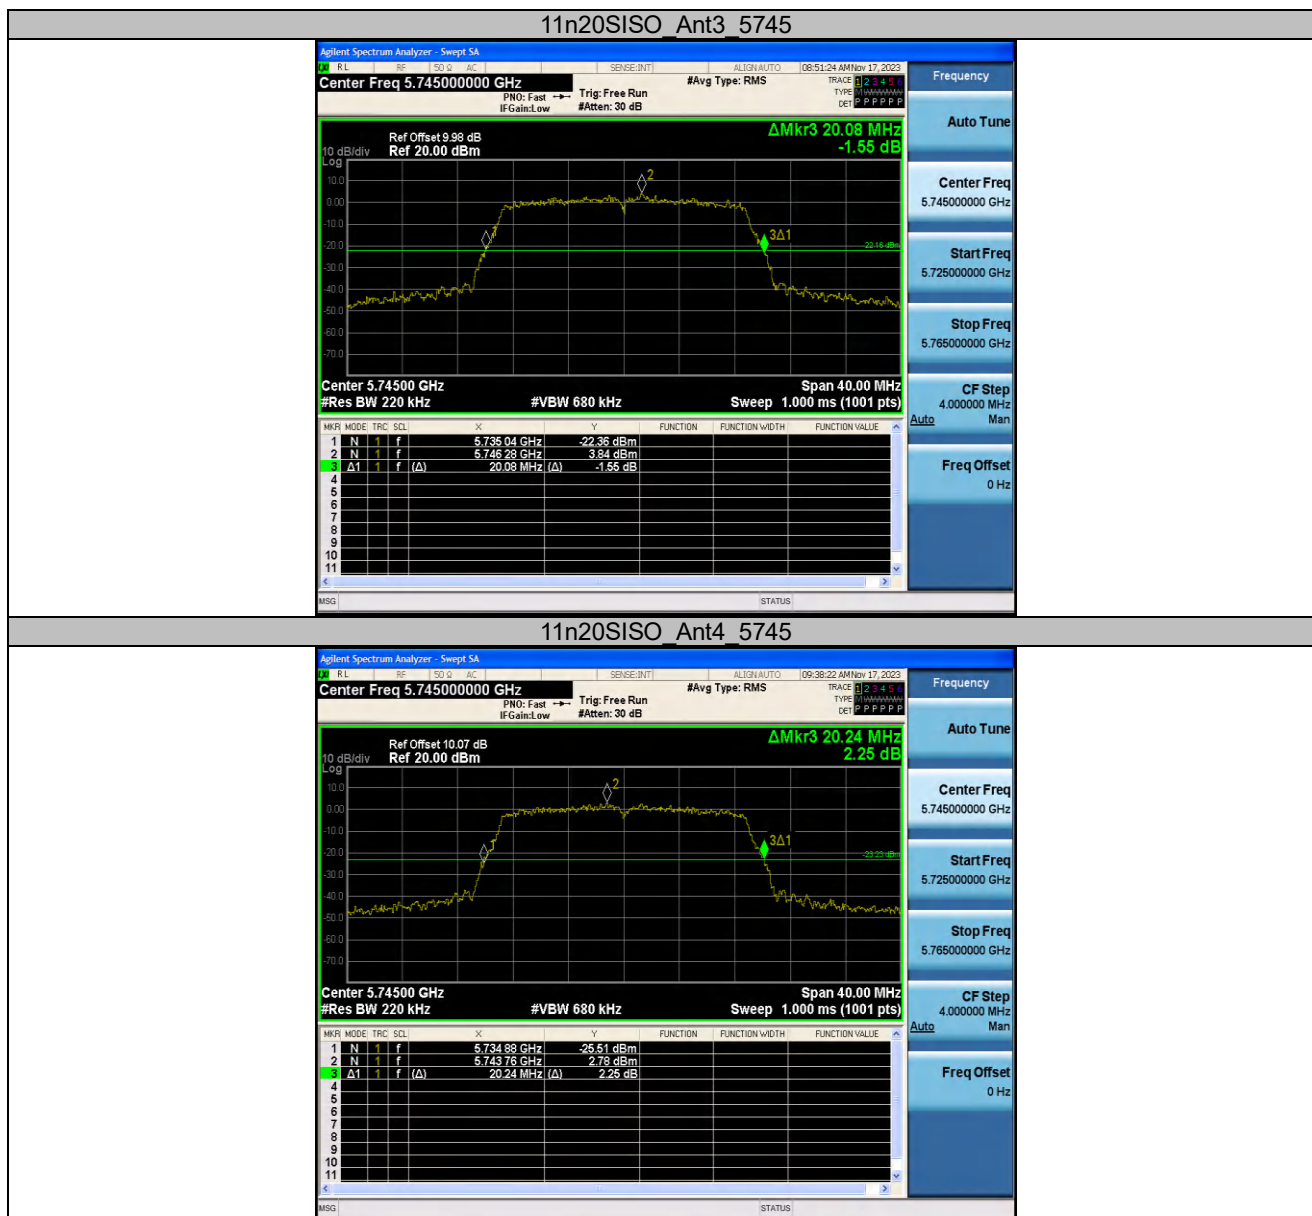 11n20SISO_Ant3_5745
Agilent Spectrum Analyzer - Swept SA
RL RF 50 Ω AC SENSE:INT ALIGNAUTO 08:51:24 AM Nov 17, 2023
Center Freq 5.745000000 GHz
PNO: Fast
IFGain:Low
Trig: Free Run
#Atten: 30 dB
#Avg Type: RMS
TRACE 1 2 3 4 5 6
TYPE M W W W W W
DET P P P P P P
Frequency
Auto Tune
Center Freq
5.745000000 GHz
Start Freq
5.725000000 GHz
Stop Freq
5.765000000 GHz
CF Step
4.000000 MHz
Auto Man
Freq Offset
0 Hz
ΔMkr3 20.08 MHz
-1.55 dB
Ref Offset 9.98 dB
10 dB/div Ref 20.00 dBm
Log
10.0
0.00
-10.0
-20.0
-30.0
-40.0
-50.0
-60.0
-70.0
2
3Δ1
-22.16 dBm
Center 5.74500 GHz Span 40.00 MHz
#Res BW 220 kHz #VBW 680 kHz Sweep 1.000 ms (1001 pts)
MKR MODE TRC SCL X Y FUNCTION FUNCTION WIDTH FUNCTION VALUE
1 N 1 f 5.735 04 GHz -22.36 dBm
2 N 1 f 5.746 28 GHz 3.84 dBm
3 Δ1 1 f (Δ) 20.08 MHz (Δ) -1.55 dB
4
5
6
7
8
9
10
11
MSG STATUS
11n20SISO_Ant4_5745
Agilent Spectrum Analyzer - Swept SA
RL RF 50 Ω AC SENSE:INT ALIGNAUTO 09:38:22 AM Nov 17, 2023
Center Freq 5.745000000 GHz
PNO: Fast
IFGain:Low
Trig: Free Run
#Atten: 30 dB
#Avg Type: RMS
TRACE 1 2 3 4 5 6
TYPE M W W W W W
DET P P P P P P
Frequency
Auto Tune
Center Freq
5.745000000 GHz
Start Freq
5.725000000 GHz
Stop Freq
5.765000000 GHz
CF Step
4.000000 MHz
Auto Man
Freq Offset
0 Hz
ΔMkr3 20.24 MHz
2.25 dB
Ref Offset 10.07 dB
10 dB/div Ref 20.00 dBm
Log
10.0
0.00
-10.0
-20.0
-30.0
-40.0
-50.0
-60.0
-70.0
2
3Δ1
Center 5.74500 GHz Span 40.00 MHz
#Res BW 220 kHz #VBW 680 kHz Sweep 1.000 ms (1001 pts)
MKR MODE TRC SCL X Y FUNCTION FUNCTION WIDTH FUNCTION VALUE
1 N 1 f 5.734 88 GHz -25.51 dBm
2 N 1 f 5.743 76 GHz 2.78 dBm
3 Δ1 1 f (Δ) 20.24 MHz (Δ) 2.25 dB
4
5
6
7
8
9
10
11
MSG STATUS